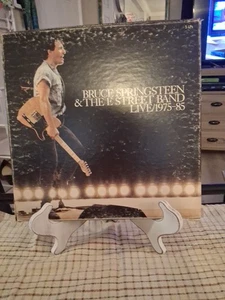 BRUCE SPRINGSTEEN
& THE E STREET BAND
LIVE/1975-85